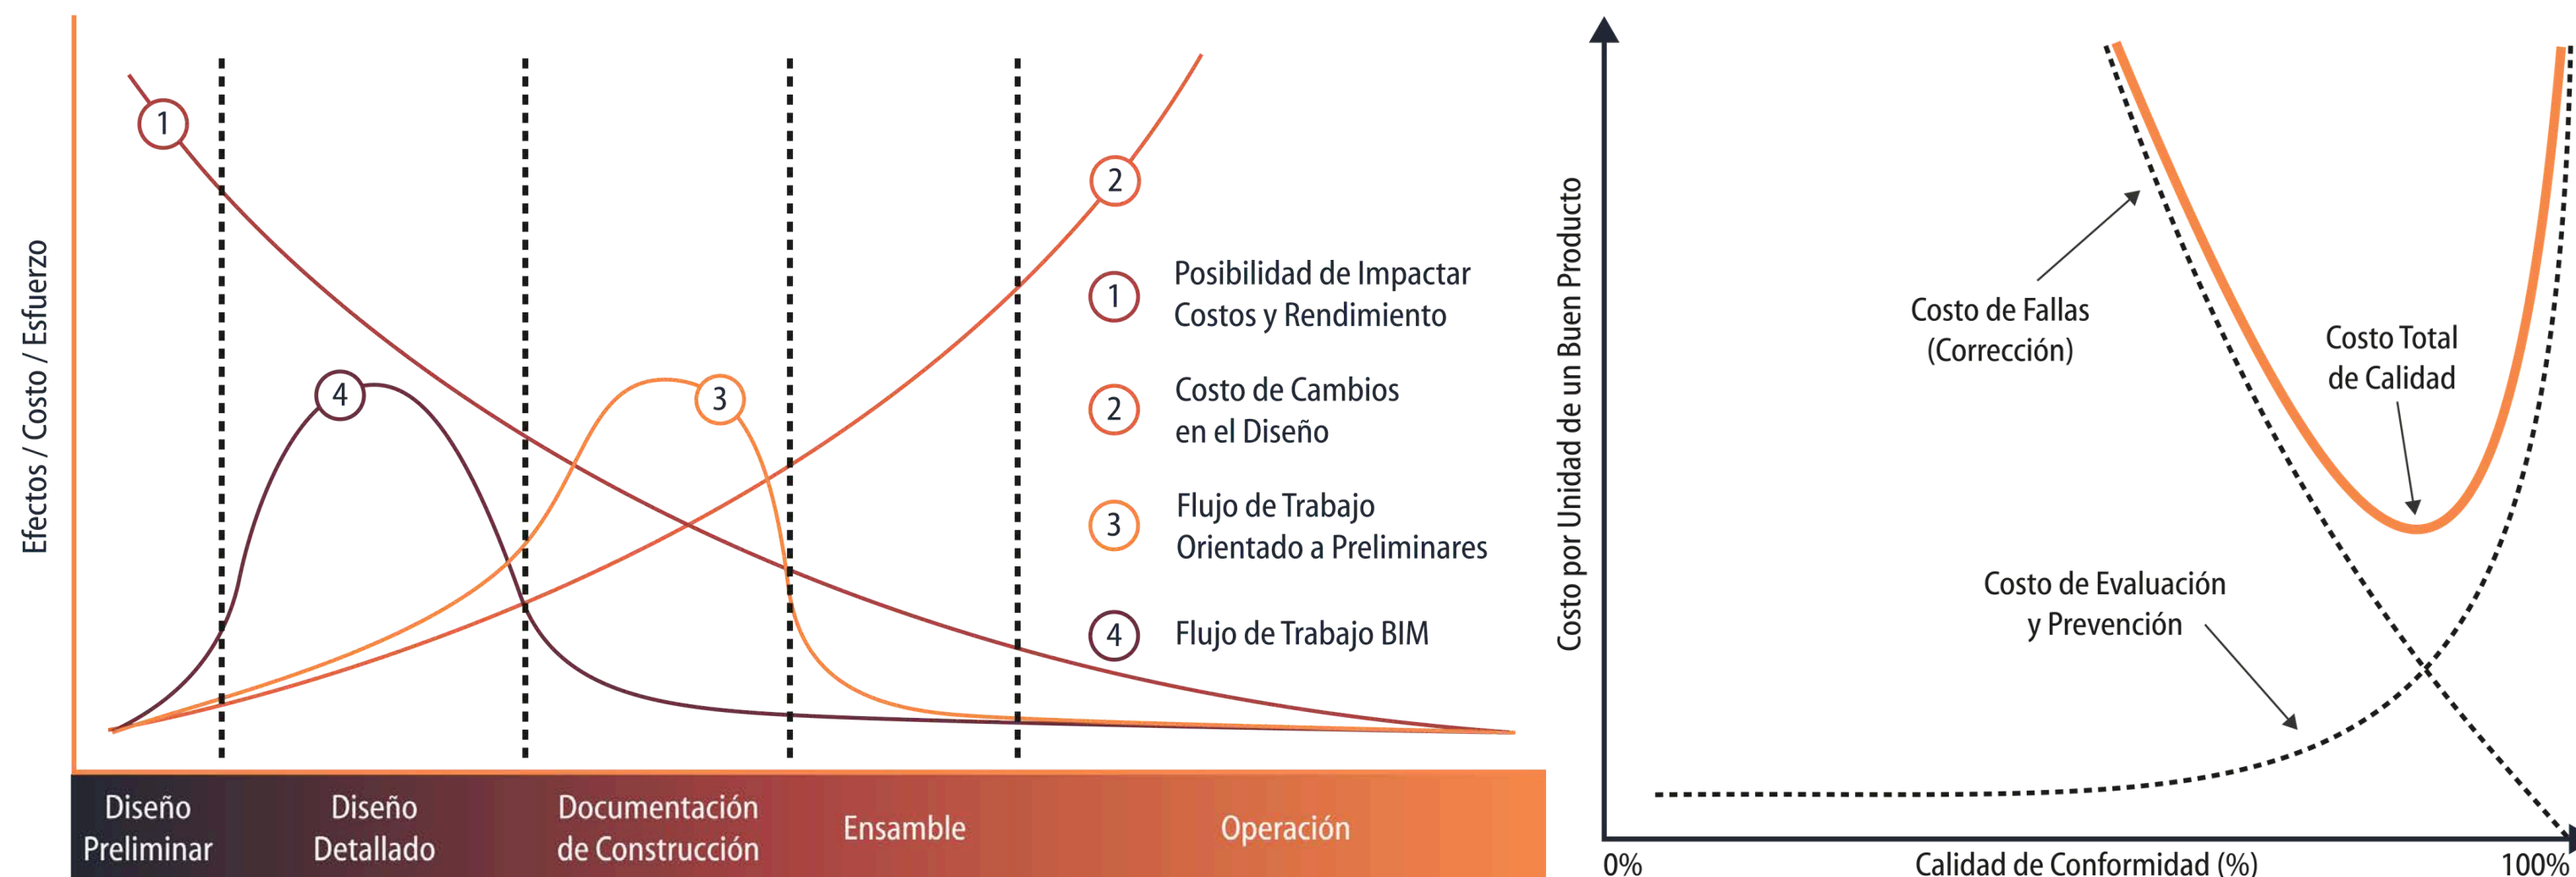 Efectos / Costo / Esfuerzo
1
2
3
4
1
Posibilidad de Impactar
Costos y Rendimiento
2
Costo de Cambios
en el Diseño
3
Flujo de Trabajo
Orientado a Preliminares
4
Flujo de Trabajo BIM
Diseño
Preliminar
Diseño
Detallado
Documentación
de Construcción
Ensamble
Operación
Costo por Unidad de un Buen Producto
Costo de Fallas
(Corrección)
Costo Total
de Calidad
Costo de Evaluación
y Prevención
0%
Calidad de Conformidad (%)
100%